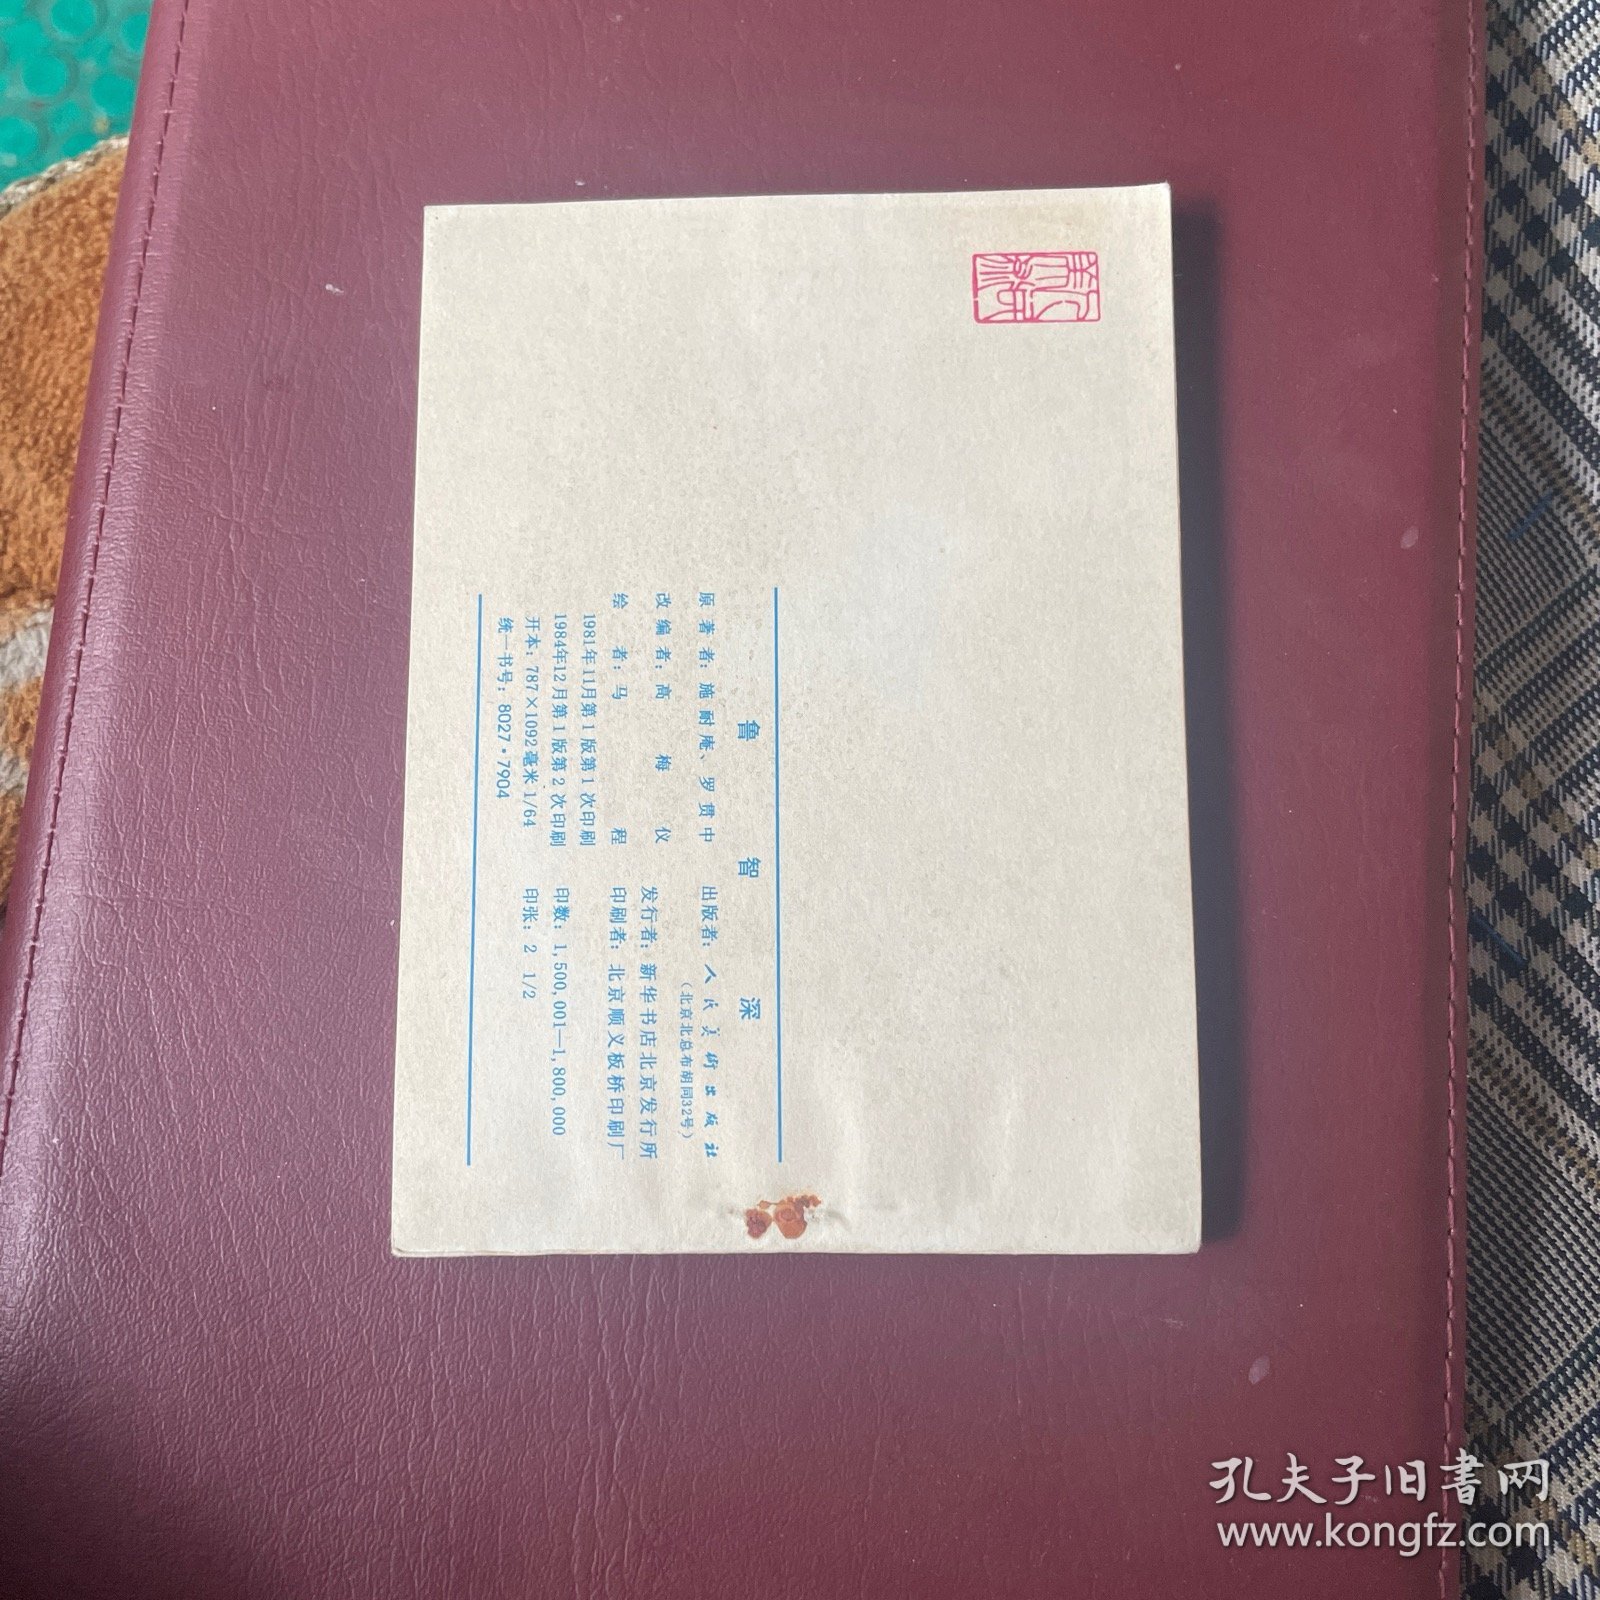 鲁智深
原著者：施耐庵、罗贯中
改编者：高梅仪
绘者：马程
1981年11月第1版第1次印刷
1984年12月第1版第2次印刷
开本：787×1092毫米1/64
统一书号：8027·7904
出版者：人民美术出版社
（北京北总布胡同32号）
发行者：新华书店北京发行所
印刷者：北京顺义板桥印刷厂
印数：1,500,001—1,800,000
印张：2 1/2
孔夫子旧书网
www.kongfz.com